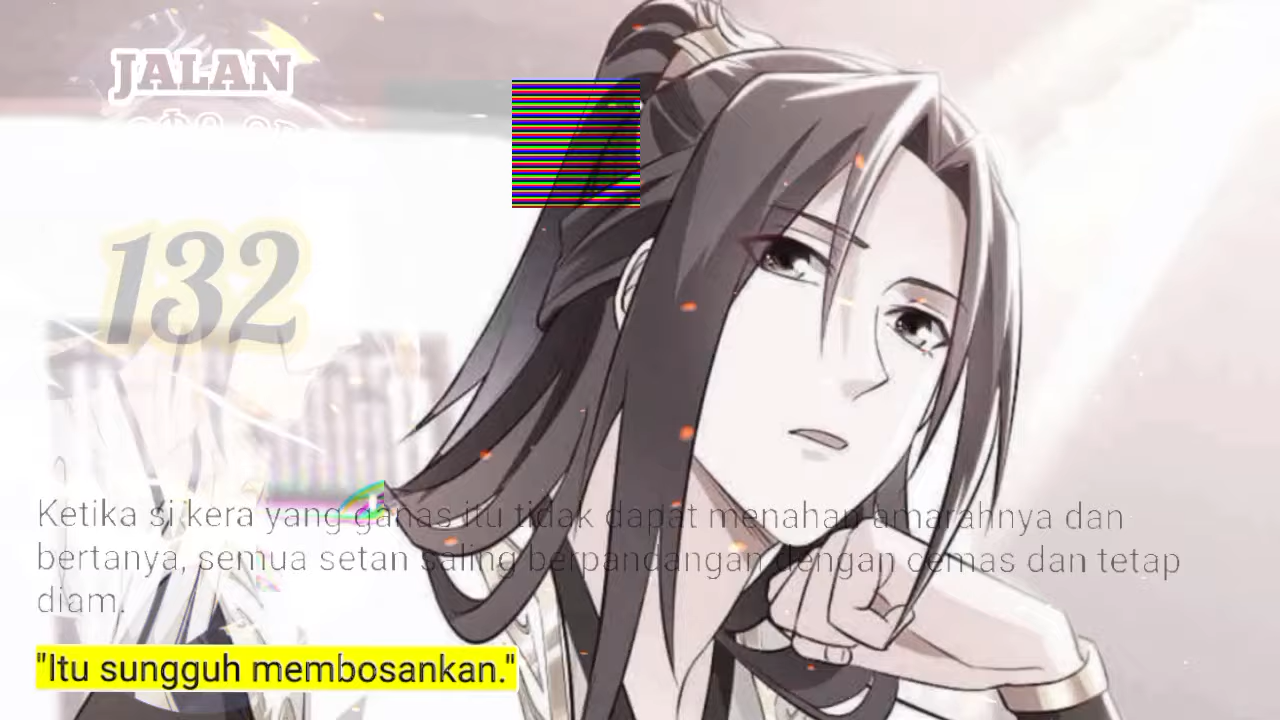 JALAN
132
Ketika si kera yang ganas itu tidak dapat menahan amarahnya dan
bertanya, semua setan saling berpandangan dengan cemas dan tetap
diam.
"Itu sungguh membosankan."